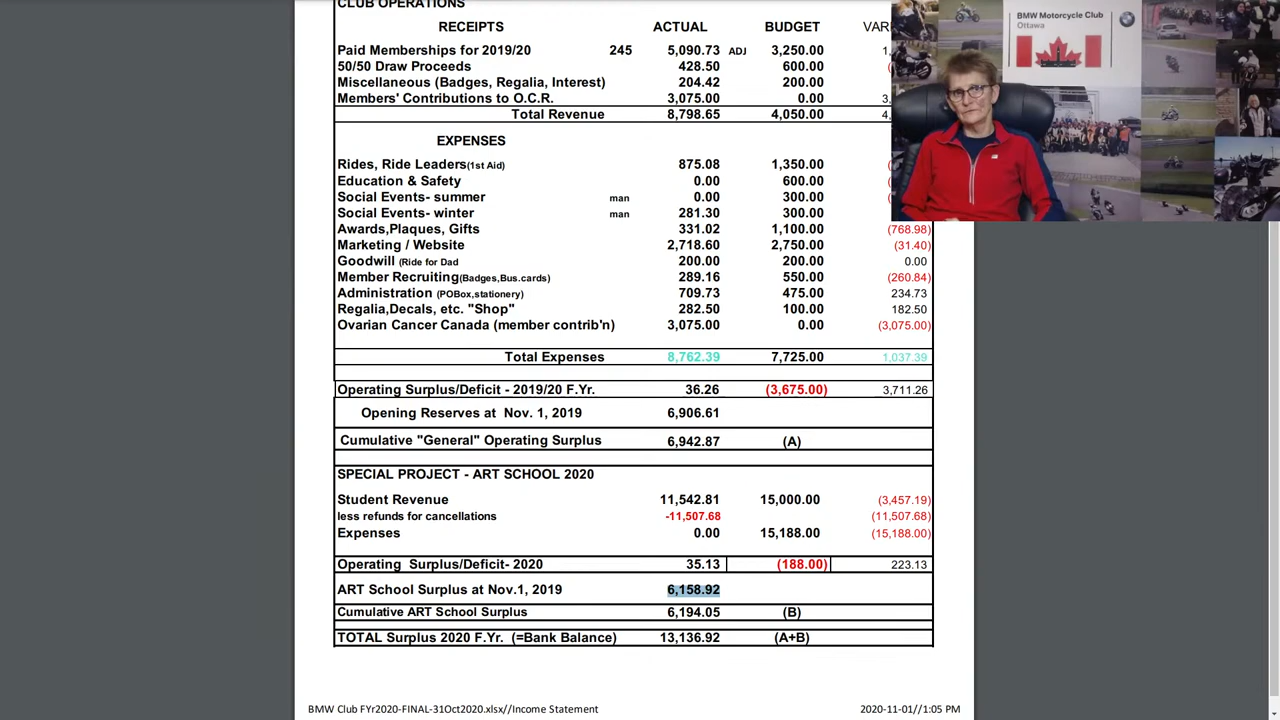 CLUB OPERATIONS
RECEIPTS ACTUAL BUDGET VAR
Paid Memberships for 2019/20 245 5,090.73 ADJ 3,250.00 1.
50/50 Draw Proceeds 428.50 600.00 (
Miscellaneous (Badges, Regalia, Interest) 204.42 200.00
Members' Contributions to O.C.R. 3,075.00 0.00 3,
Total Revenue 8,798.65 4,050.00 4,
EXPENSES
Rides, Ride Leaders(1st Aid) 875.08 1,350.00 (
Education & Safety 0.00 600.00 (
Social Events- summer man 0.00 300.00 (
Social Events- winter man 281.30 300.00
Awards,Plaques, Gifts 331.02 1,100.00 (768.98)
Marketing / Website 2,718.60 2,750.00 (31.40)
Goodwill (Ride for Dad 200.00 200.00 0.00
Member Recruiting(Badges,Bus.cards) 289.16 550.00 (260.84)
Administration (POBox,stationery) 709.73 475.00 234.73
Regalia,Decals, etc. "Shop" 282.50 100.00 182.50
Ovarian Cancer Canada (member contrib'n) 3,075.00 0.00 (3,075.00)
Total Expenses 8,762.39 7,725.00 1,037.39
Operating Surplus/Deficit - 2019/20 F.Yr. 36.26 (3,675.00) 3,711.26
Opening Reserves at Nov. 1, 2019 6,906.61
Cumulative "General" Operating Surplus 6,942.87 (A)
SPECIAL PROJECT - ART SCHOOL 2020
Student Revenue 11,542.81 15,000.00 (3,457.19)
less refunds for cancellations -11,507.68 (11,507.68)
Expenses 0.00 15,188.00 (15,188.00)
Operating Surplus/Deficit- 2020 35.13 (188.00) 223.13
ART School Surplus at Nov.1, 2019 6,158.92
Cumulative ART School Surplus 6,194.05 (B)
TOTAL Surplus 2020 F.Yr. (=Bank Balance) 13,136.92 (A+B)
BMW Club FYr2020-FINAL-31Oct2020.xlsx//Income Statement 2020-11-01//1:05 PM
BMW Motorcycle Club
Ottawa